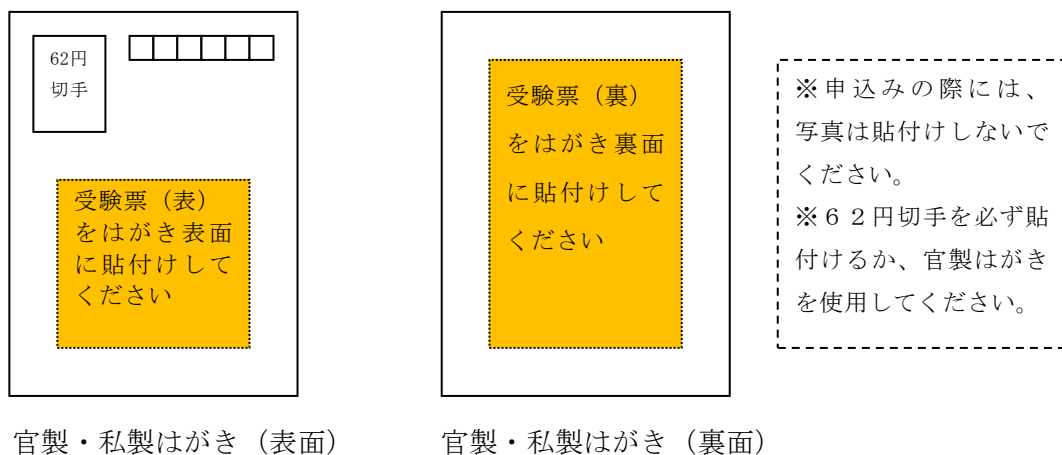 62円
切手
受験票（表）
をはがき表面
に貼付けして
ください
官製・私製はがき（表面）
受験票（裏）
をはがき裏面
に貼付けして
ください
官製・私製はがき（裏面）
※申込みの際には、
写真は貼付けしないで
ください。
※６２円切手を必ず貼
付けるか、官製はがき
を使用してください。